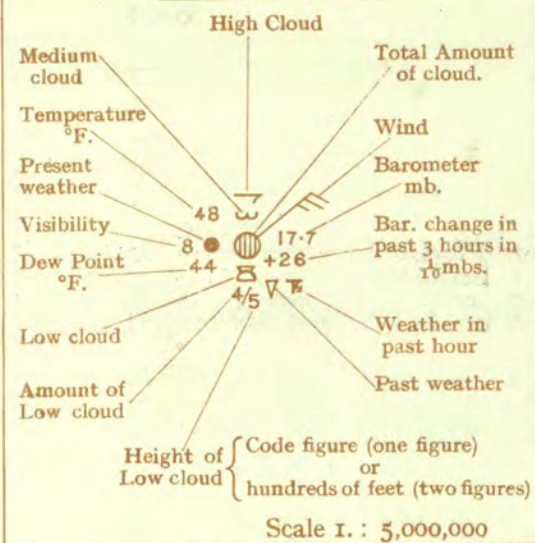 High Cloud
Medium
cloud
Total Amount
of cloud.
Temperature
°F.
Wind
Present
weather
Barometer
mb.
48
Visibility
8
17.7
Bar. change in
past 3 hours in
1/10 mbs.
+26
Dew Point
°F.
44
4/5
Low cloud
Weather in
past hour
Amount of
Low cloud
Past weather
Height of
Low cloud
Code figure (one figure)
or
hundreds of feet (two figures)
Scale 1. : 5,000,000